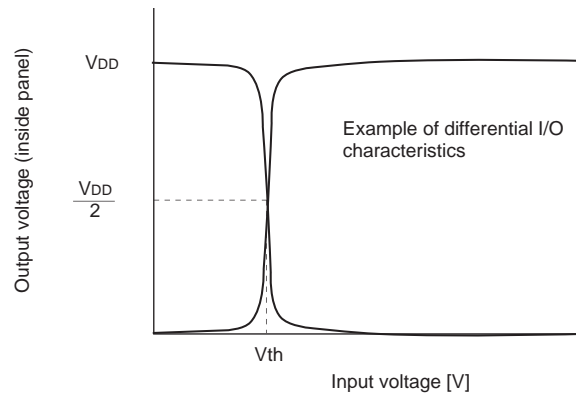 Output voltage (inside panel)
VDD
VDD
2
Example of differential I/O
characteristics
Vth
Input voltage [V]